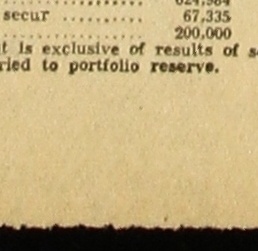 secur .......... 67,335
................ 200,000
t is exclusive of results of
ried to portfolio reserve.